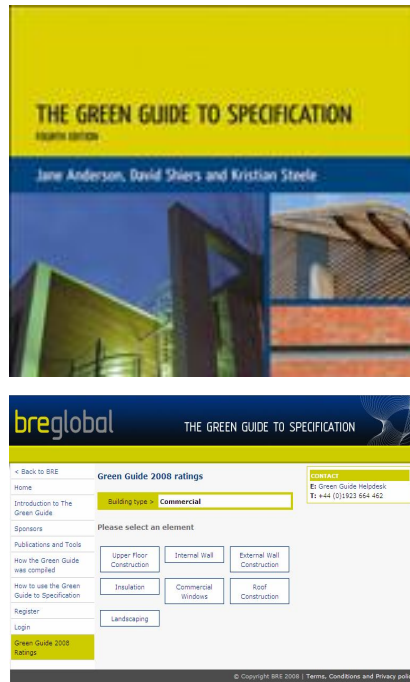 THE GREEN GUIDE TO SPECIFICATION
FOURTH EDITION
Jane Anderson, David Shiers and Kristian Steele
breglobal
THE GREEN GUIDE TO SPECIFICATION
< Back to BRE
Home
Introduction to The
Green Guide
Sponsors
Publications and Tools
How the Green Guide
was compiled
How to use the Green
Guide to Specification
Register
Login
Green Guide 2008
Ratings
Green Guide 2008 ratings
Building type > Commercial
Please select an element
Upper Floor
Construction
Internal Wall
External Wall
Construction
Insulation
Commercial
Windows
Roof
Construction
Landscaping
CONTACT
E: Green Guide Helpdesk
T: +44 (0)1923 664 462
© Copyright BRE 2008 | Terms, Conditions and Privacy poli